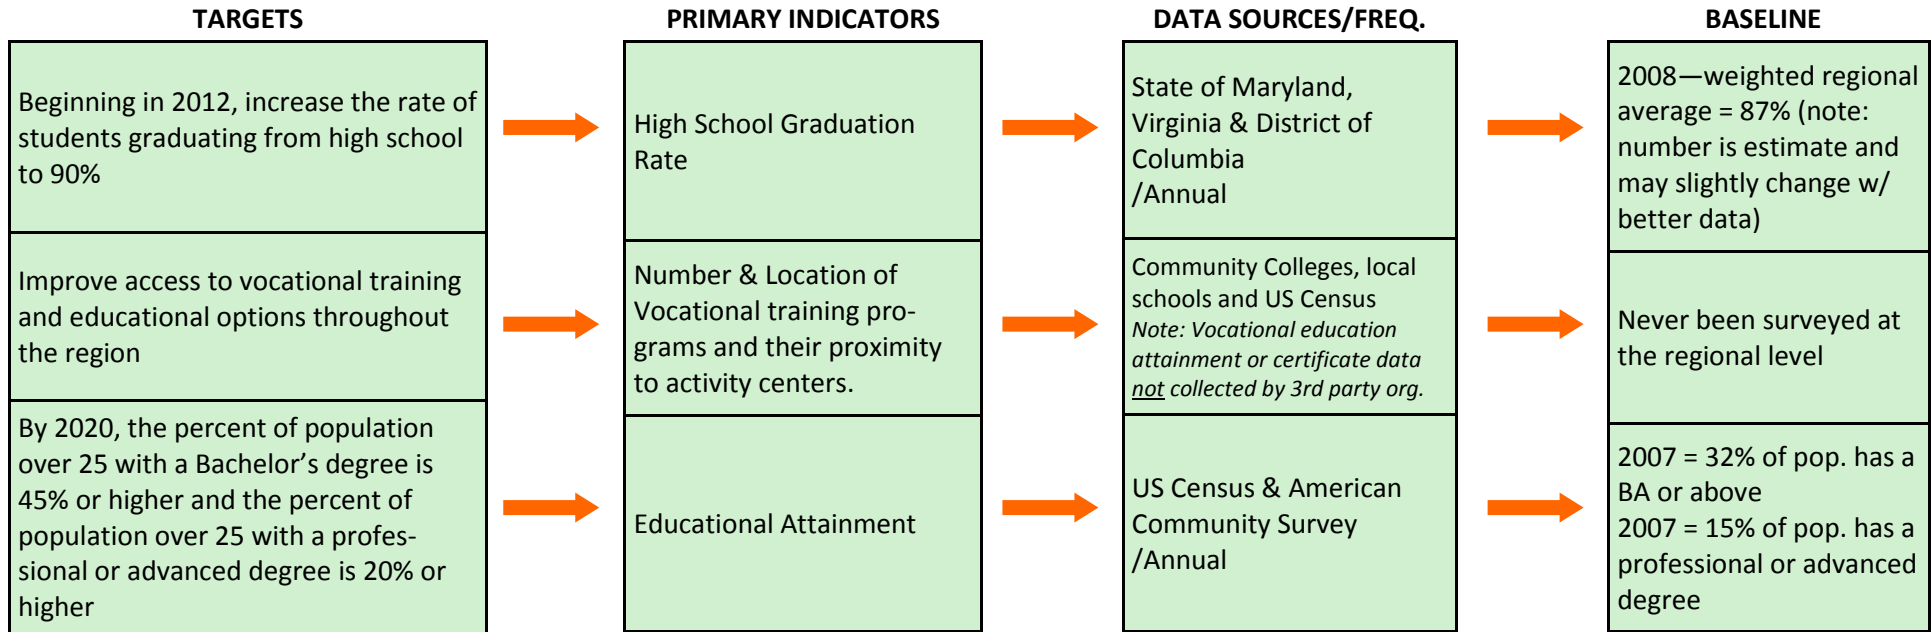 TARGETS
Beginning in 2012, increase the rate of
students graduating from high school
to 90%
Improve access to vocational training
and educational options throughout
the region
By 2020, the percent of population
over 25 with a Bachelor’s degree is
45% or higher and the percent of
population over 25 with a profes-
sional or advanced degree is 20% or
higher
PRIMARY INDICATORS
High School Graduation
Rate
Number & Location of
Vocational training pro-
grams and their proximity
to activity centers.
Educational Attainment
DATA SOURCES/FREQ.
State of Maryland,
Virginia & District of
Columbia
/Annual
Community Colleges, local
schools and US Census
Note: Vocational education
attainment or certificate data
not collected by 3rd party org.
US Census & American
Community Survey
/Annual
BASELINE
2008—weighted regional
average = 87% (note:
number is estimate and
may slightly change w/
better data)
Never been surveyed at
the regional level
2007 = 32% of pop. has a
BA or above
2007 = 15% of pop. has a
professional or advanced
degree